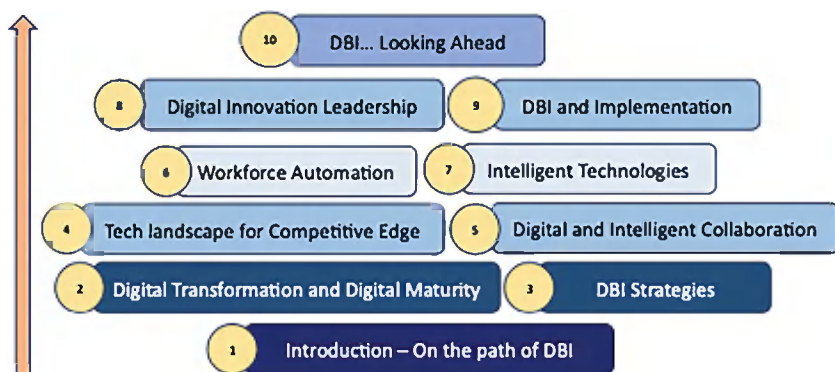 10 DBI... Looking Ahead
8 Digital Innovation Leadership 9 DBI and Implementation
6 Workforce Automation 7 Intelligent Technologies
4 Tech landscape for Competitive Edge 5 Digital and Intelligent Collaboration
2 Digital Transformation and Digital Maturity 3 DBI Strategies
1 Introduction – On the path of DBI